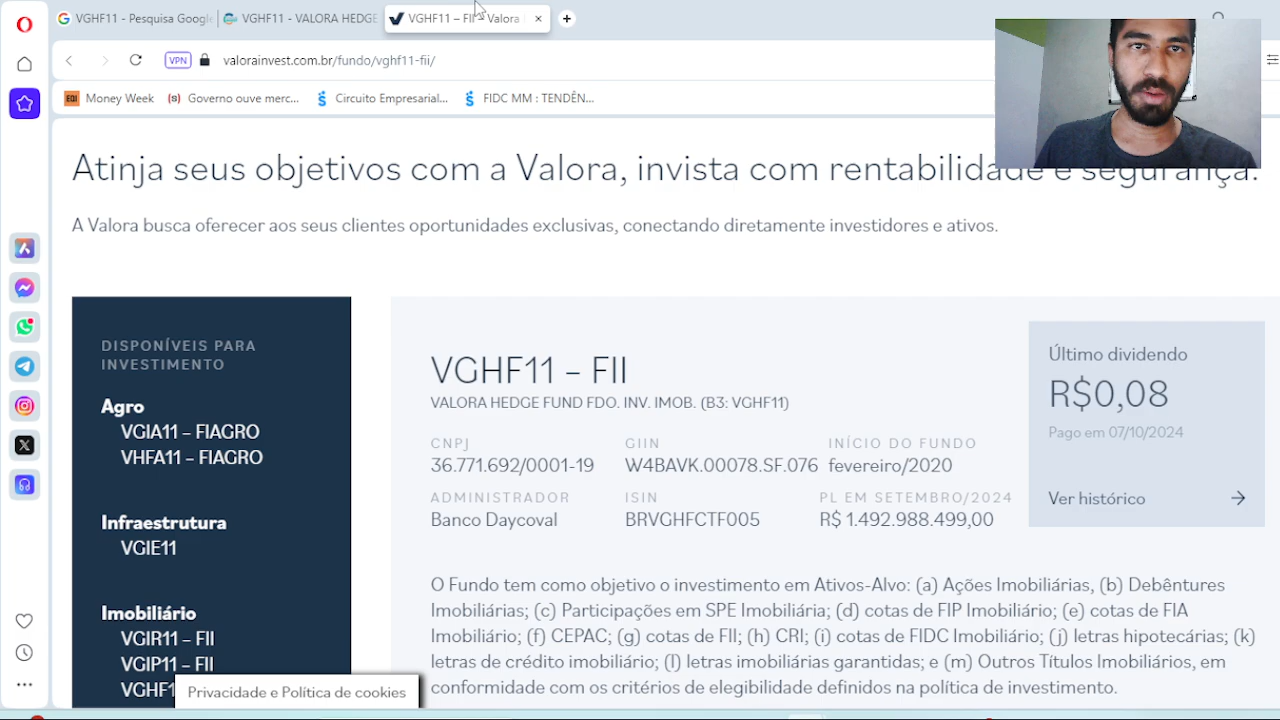 VGHF11 - Pesquisa Googl
VGHF11 - VALORA HEDGE
VGHF11 – FII - Valora
VPN
valorainvest.com.br/fundo/vghf11-fii/
Money Week
Governo ouve merc...
Circuito Empresarial...
FIDC MM : TENDÊN...
Atinja seus objetivos com a Valora, invista com rentabilidade e segurança.
A Valora busca oferecer aos seus clientes oportunidades exclusivas, conectando diretamente investidores e ativos.
DISPONÍVEIS PARA
INVESTIMENTO
Agro
VGIA11 – FIAGRO
VHFA11 – FIAGRO
Infraestrutura
VGIE11
Imobiliário
VGIR11 – FII
VGIP11 – FII
VGHF1
Privacidade e Política de cookies
VGHF11 – FII
VALORA HEDGE FUND FDO. INV. IMOB. (B3: VGHF11)
CNPJ
36.771.692/0001-19
GIIN
W4BAVK.00078.SF.076
INÍCIO DO FUNDO
fevereiro/2020
ADMINISTRADOR
Banco Daycoval
ISIN
BRVGHFCTF005
PL EM SETEMBRO/2024
R$ 1.492.988.499,00
Último dividendo
R$0,08
Pago em 07/10/2024
Ver histórico
O Fundo tem como objetivo o investimento em Ativos-Alvo: (a) Ações Imobiliárias, (b) Debêntures
Imobiliárias; (c) Participações em SPE Imobiliária; (d) cotas de FIP Imobiliário; (e) cotas de FIA
Imobiliário; (f) CEPAC; (g) cotas de FII; (h) CRI; (i) cotas de FIDC Imobiliário; (j) letras hipotecárias; (k)
letras de crédito imobiliário; (l) letras imobiliárias garantidas; e (m) Outros Títulos Imobiliários, em
conformidade com os critérios de elegibilidade definidos na política de investimento.